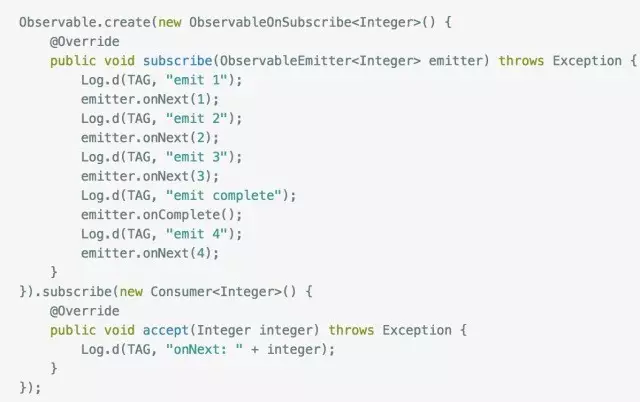 Observable.create(new ObservableOnSubscribe<Integer>() {
    @Override
    public void subscribe(ObservableEmitter<Integer> emitter) throws Exception {
        Log.d(TAG, "emit 1");
        emitter.onNext(1);
        Log.d(TAG, "emit 2");
        emitter.onNext(2);
        Log.d(TAG, "emit 3");
        emitter.onNext(3);
        Log.d(TAG, "emit complete");
        emitter.onComplete();
        Log.d(TAG, "emit 4");
        emitter.onNext(4);
    }
}).subscribe(new Consumer<Integer>() {
    @Override
    public void accept(Integer integer) throws Exception {
        Log.d(TAG, "onNext: " + integer);
    }
});